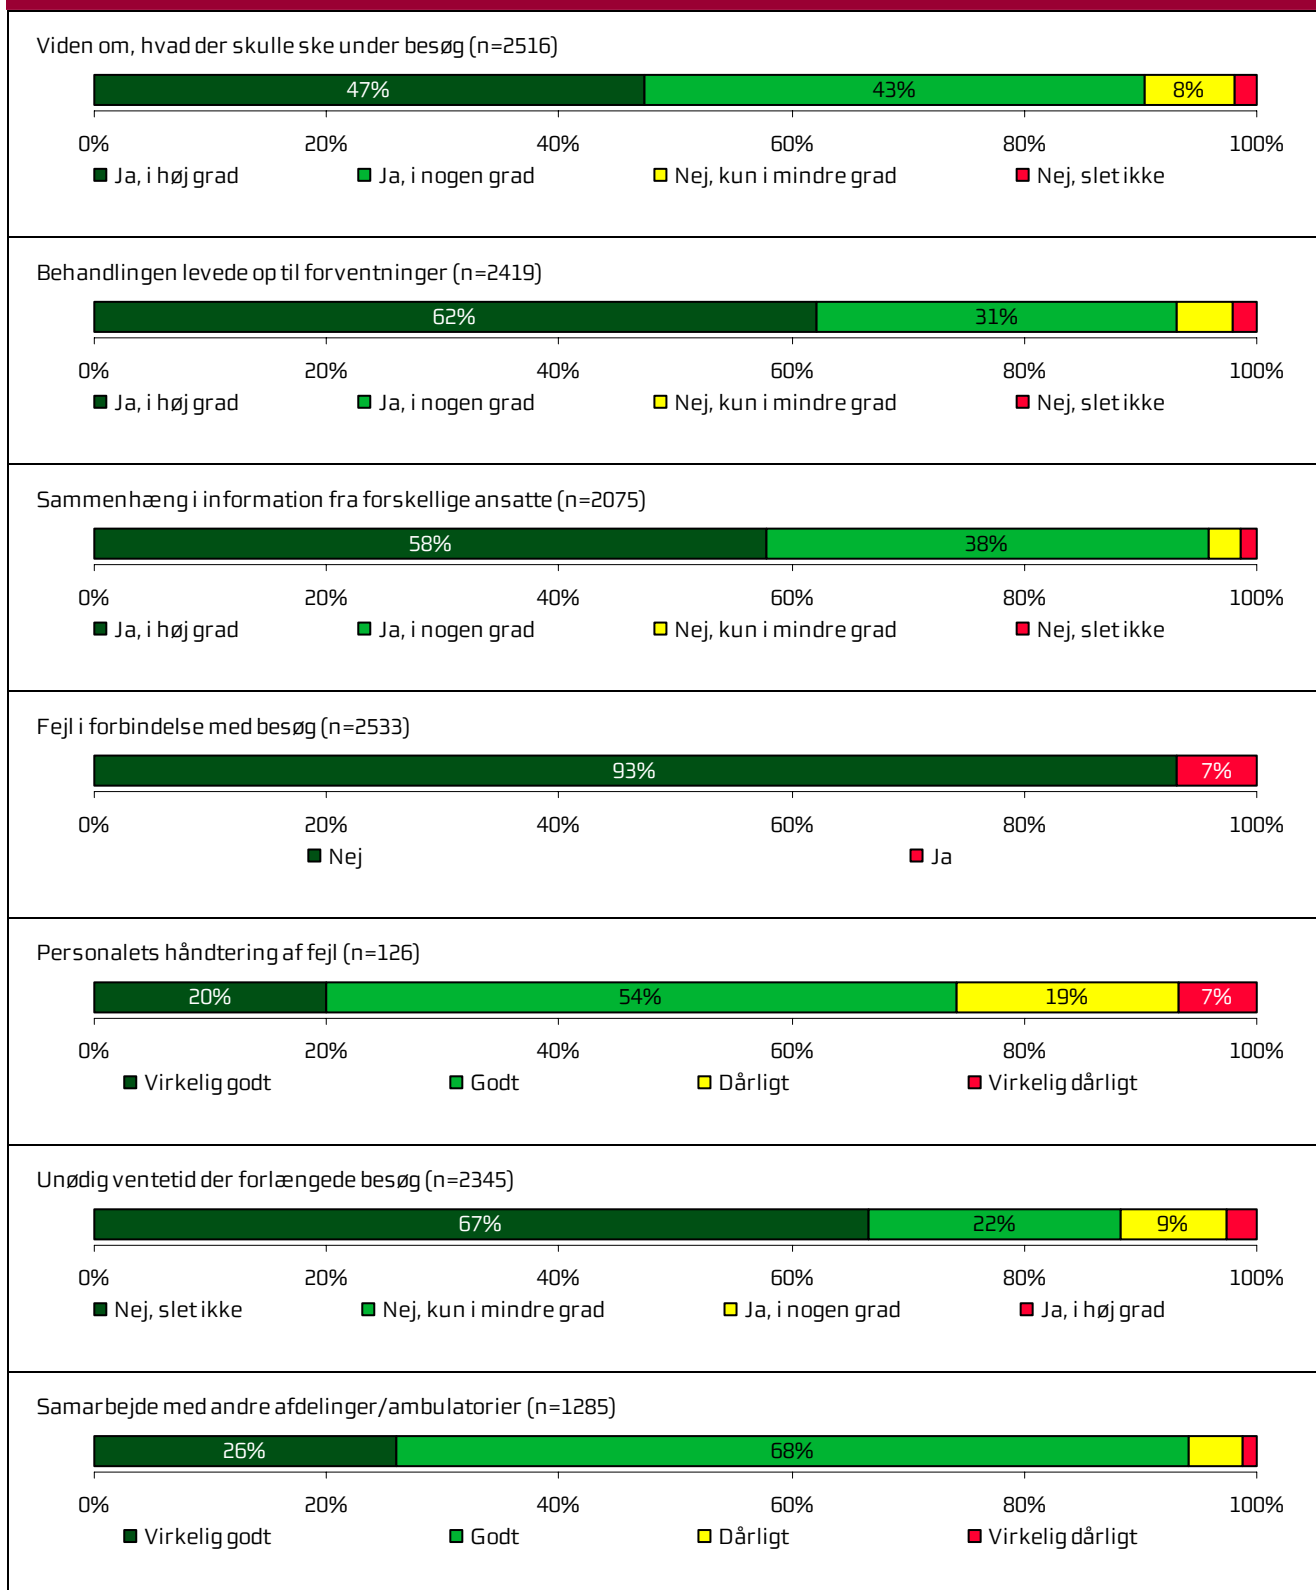 Viden om, hvad der skulle ske under besøg (n=2516)
47% 43% 8%
0% 20% 40% 60% 80% 100%
Ja, i høj grad Ja, i nogen grad Nej, kun i mindre grad Nej, slet ikke
Behandlingen levede op til forventninger (n=2419)
62% 31%
0% 20% 40% 60% 80% 100%
Ja, i høj grad Ja, i nogen grad Nej, kun i mindre grad Nej, slet ikke
Sammenhæng i information fra forskellige ansatte (n=2075)
58% 38%
0% 20% 40% 60% 80% 100%
Ja, i høj grad Ja, i nogen grad Nej, kun i mindre grad Nej, slet ikke
Fejl i forbindelse med besøg (n=2533)
93% 7%
0% 20% 40% 60% 80% 100%
Nej Ja
Personalets håndtering af fejl (n=126)
20% 54% 19% 7%
0% 20% 40% 60% 80% 100%
Virkelig godt Godt Dårligt Virkelig dårligt
Unødig ventetid der forlængede besøg (n=2345)
67% 22% 9%
0% 20% 40% 60% 80% 100%
Nej, slet ikke Nej, kun i mindre grad Ja, i nogen grad Ja, i høj grad
Samarbejde med andre afdelinger/ambulatorier (n=1285)
26% 68%
0% 20% 40% 60% 80% 100%
Virkelig godt Godt Dårligt Virkelig dårligt